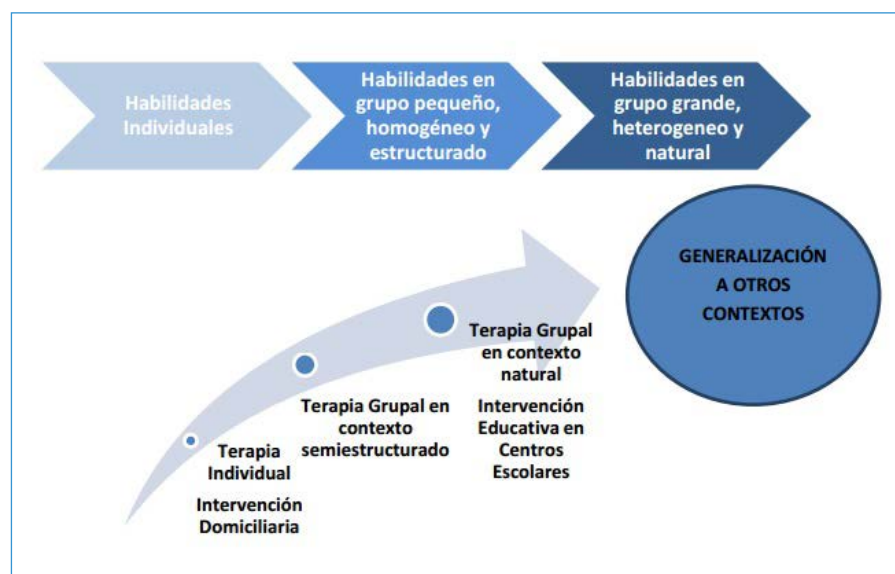 Habilidades
Individuales
Habilidades en
grupo pequeño,
homogéneo y
estructurado
Habilidades en
grupo grande,
heterogeneo y
natural
GENERALIZACIÓN
A OTROS
CONTEXTOS
Terapia
Individual
Intervención
Domiciliaria
Terapia Grupal en
contexto
semiestructurado
Terapia Grupal
en contexto
natural
Intervención
Educativa en
Centros
Escolares